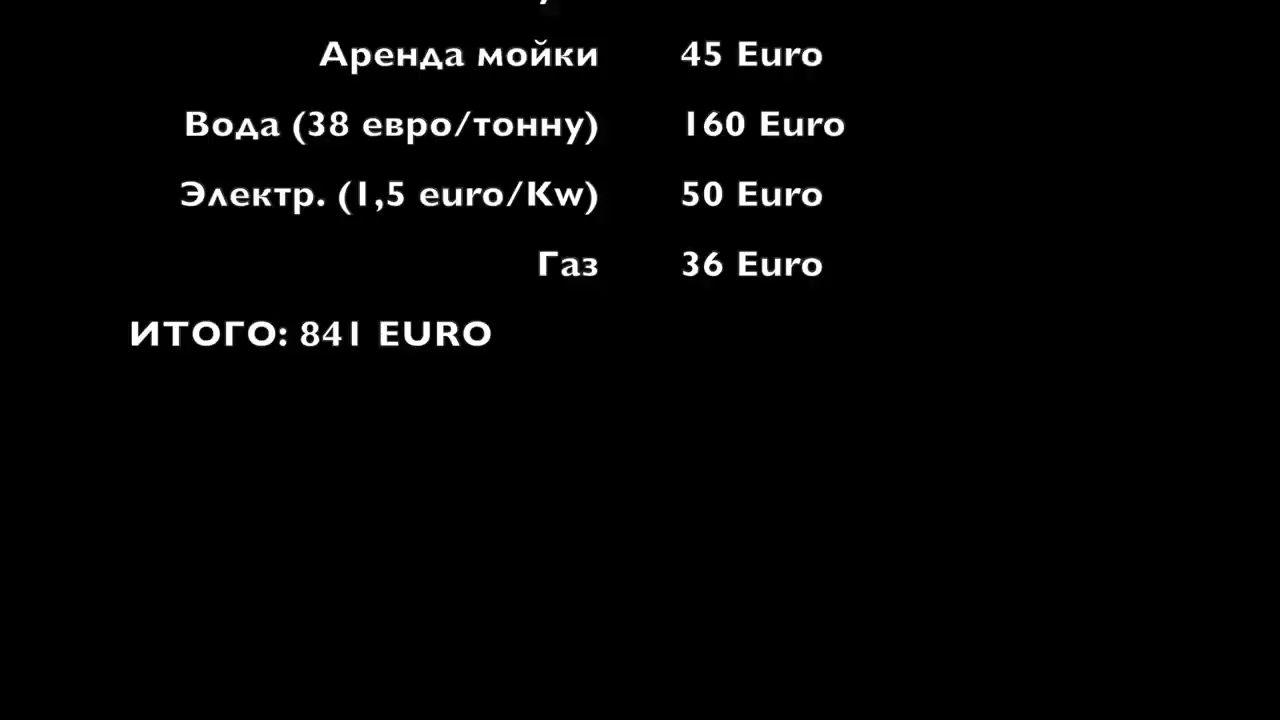 Аренда мойки 45 Euro
Вода (38 евро/тонну) 160 Euro
Электр. (1,5 euro/Kw) 50 Euro
Газ 36 Euro
ИТОГО: 841 EURO